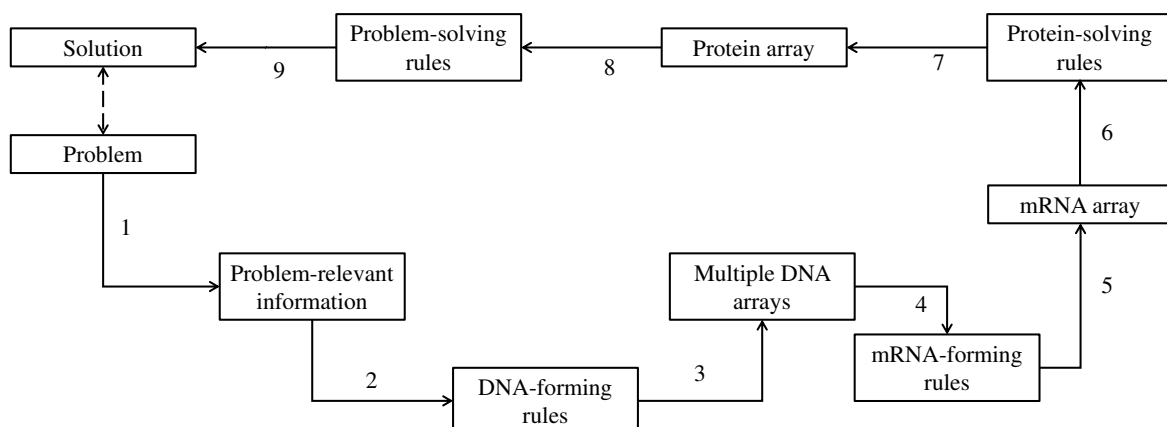 Solution
9
Problem-solving
rules
8
Protein array
7
Protein-solving
rules
Problem
6
1
mRNA array
Problem-relevant
information
Multiple DNA
arrays
4
5
mRNA-forming
rules
2
DNA-forming
rules
3